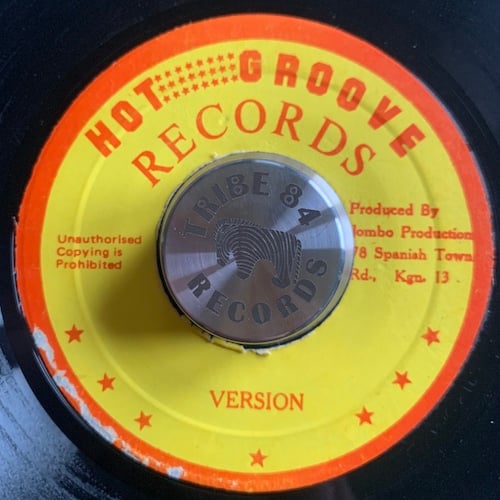 HOT GROOVE
RECORDS
TRIBE 84
RECORDS
Unauthorised
Copying is
Prohibited
Produced By
Jombo Production
78 Spanish Town
Rd., Kgn. 13
VERSION